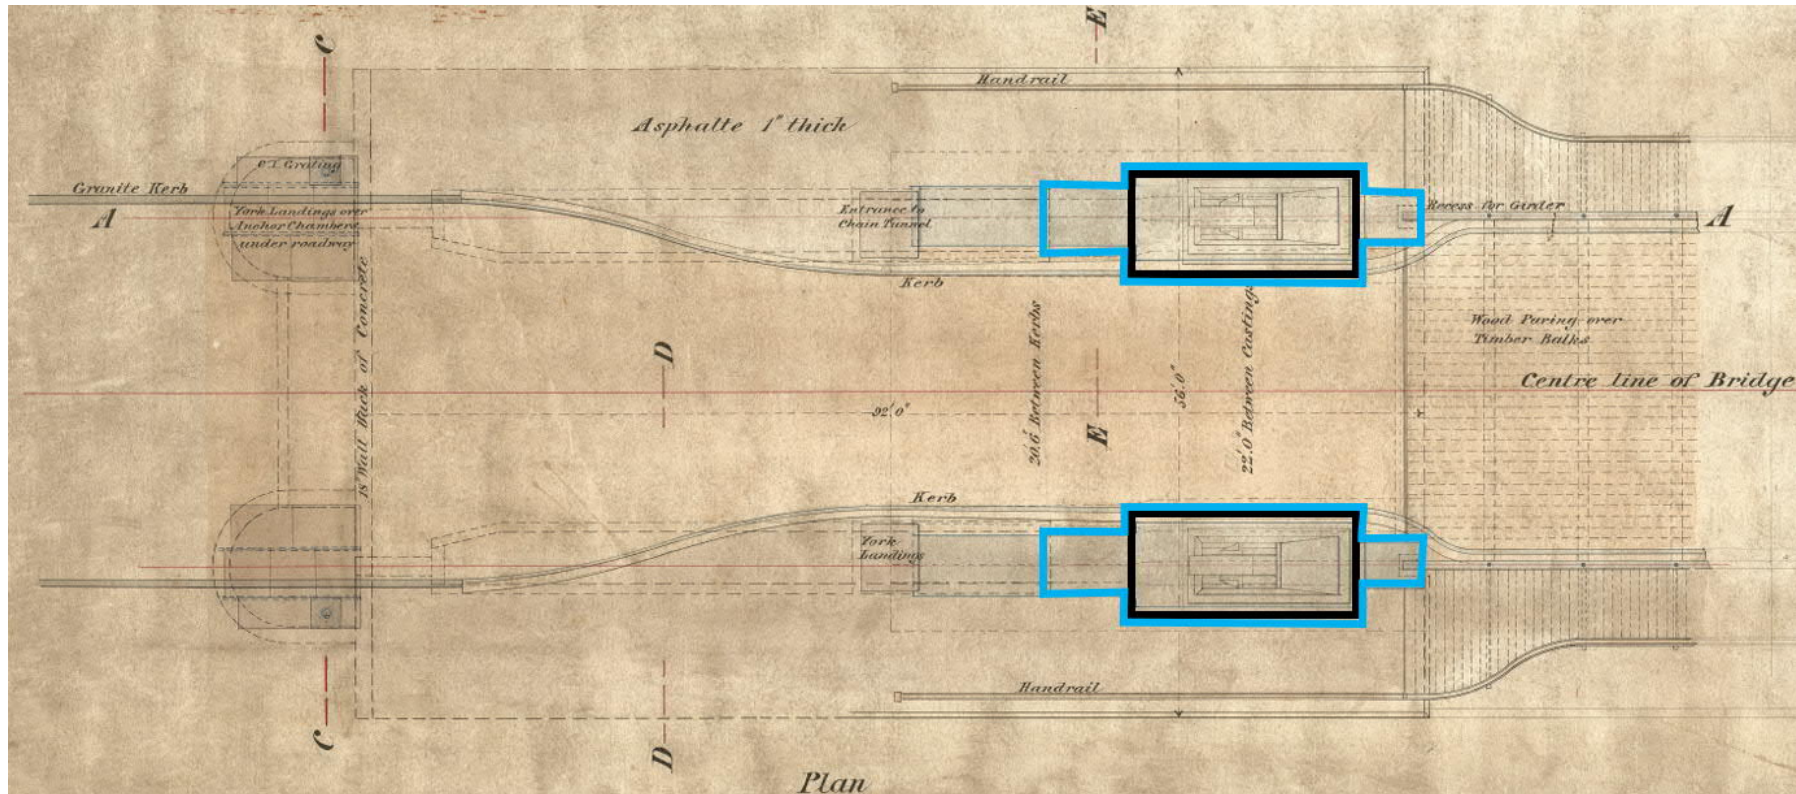 C
E
Handrail
Asphalte 1" thick
C.I. Grating
Granite Kerb
A
York Landings over
Anchor Chambers
under roadway
Entrance to
Chain Tunnel
Recess for Girder
A
Kerb
18" Wall Back of Concrete
20'.6" Between Kerbs
22'.0" Between Castings
Wood Paving over
Timber Balks
D
56'.0"
Centre line of Bridge
92'.0"
E
Kerb
York
Landings
Handrail
C
D
Plan